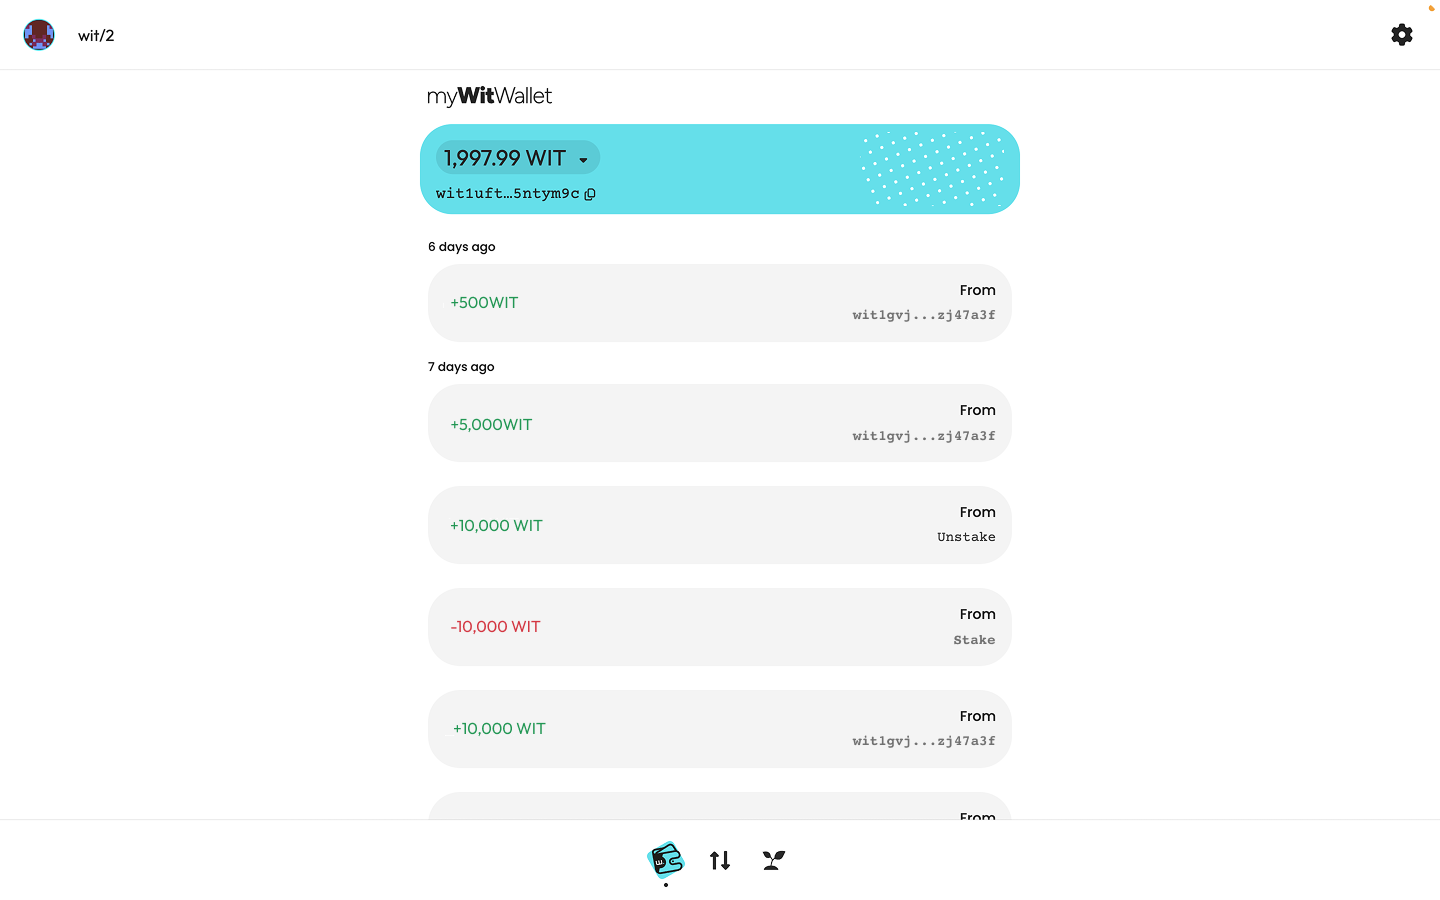 wit/2
myWitWallet
1,997.99 WIT
wit1uft…5ntym9c
6 days ago
+500WIT
From
wit1gvj...zj47a3f
7 days ago
+5,000WIT
From
wit1gvj...zj47a3f
+10,000 WIT
From
Unstake
-10,000 WIT
From
Stake
+10,000 WIT
From
wit1gvj...zj47a3f
From